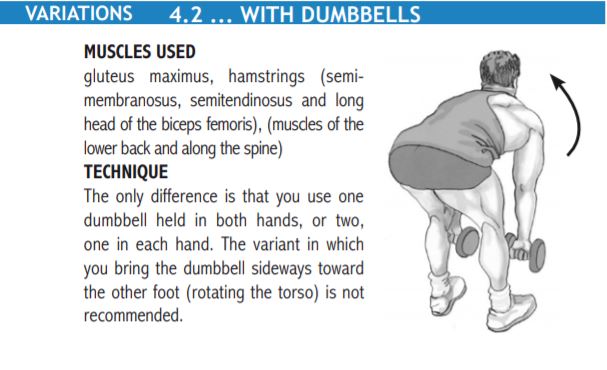 VARIATIONS 4.2 ... WITH DUMBBELLS
MUSCLES USED
gluteus maximus, hamstrings (semi-
membranosus, semitendinosus and long
head of the biceps femoris), (muscles of the
lower back and along the spine)
TECHNIQUE
The only difference is that you use one
dumbbell held in both hands, or two,
one in each hand. The variant in which
you bring the dumbbell sideways toward
the other foot (rotating the torso) is not
recommended.